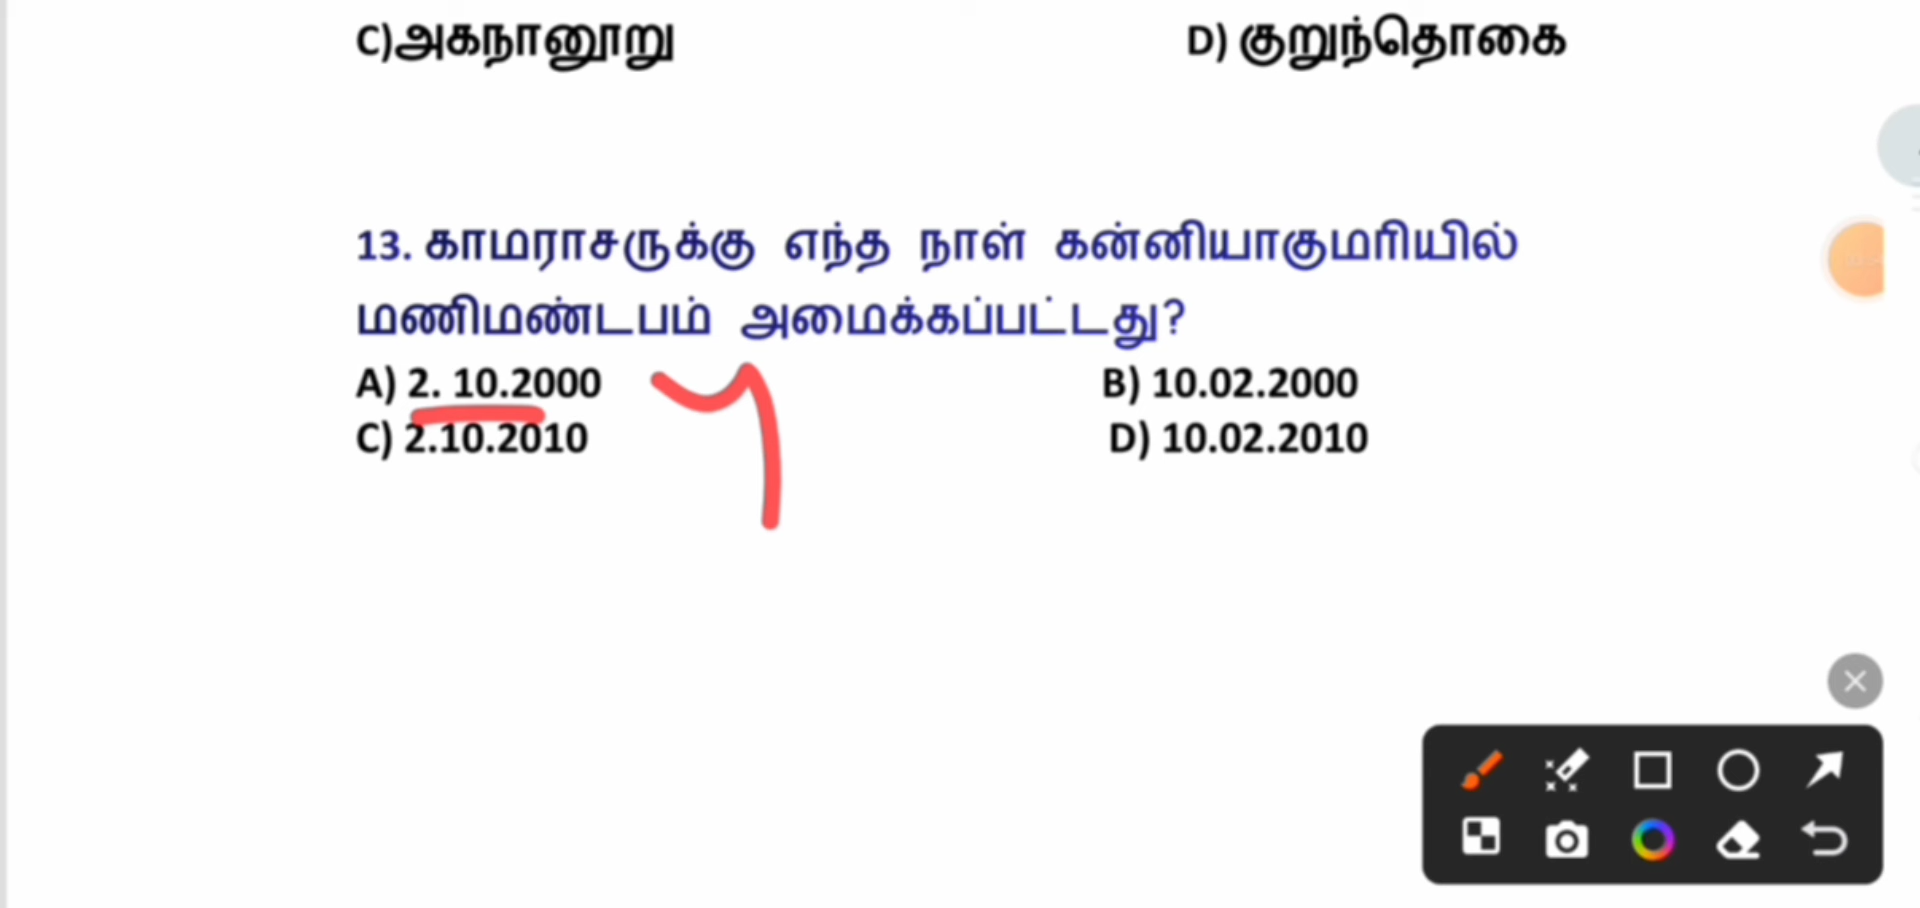 C)அகநானூறு D) குறுந்தொகை
13. காமராசருக்கு எந்த நாள் கன்னியாகுமரியில்
மணிமண்டபம் அமைக்கப்பட்டது?
A) 2. 10.2000 B) 10.02.2000
C) 2.10.2010 D) 10.02.2010